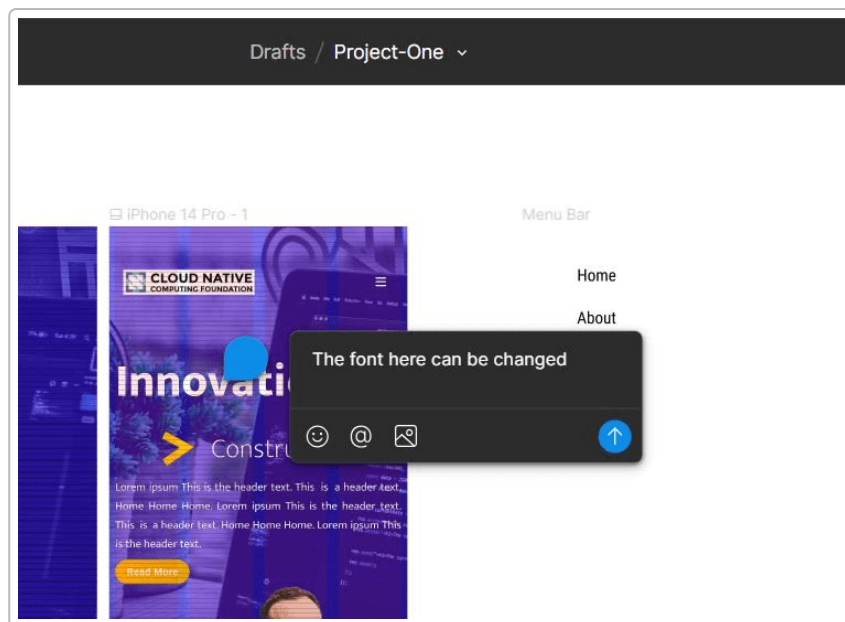 Drafts / Project-One
iPhone 14 Pro - 1
Menu Bar
CLOUD NATIVE
COMPUTING FOUNDATION
Home
About
The font here can be changed
Innovati
Constru
Lorem ipsum This is the header text. This is a header text.
Home Home Home. Lorem ipsum This is the header text.
This is a header text. Home Home Home. Lorem ipsum This
is the header text.
Read More